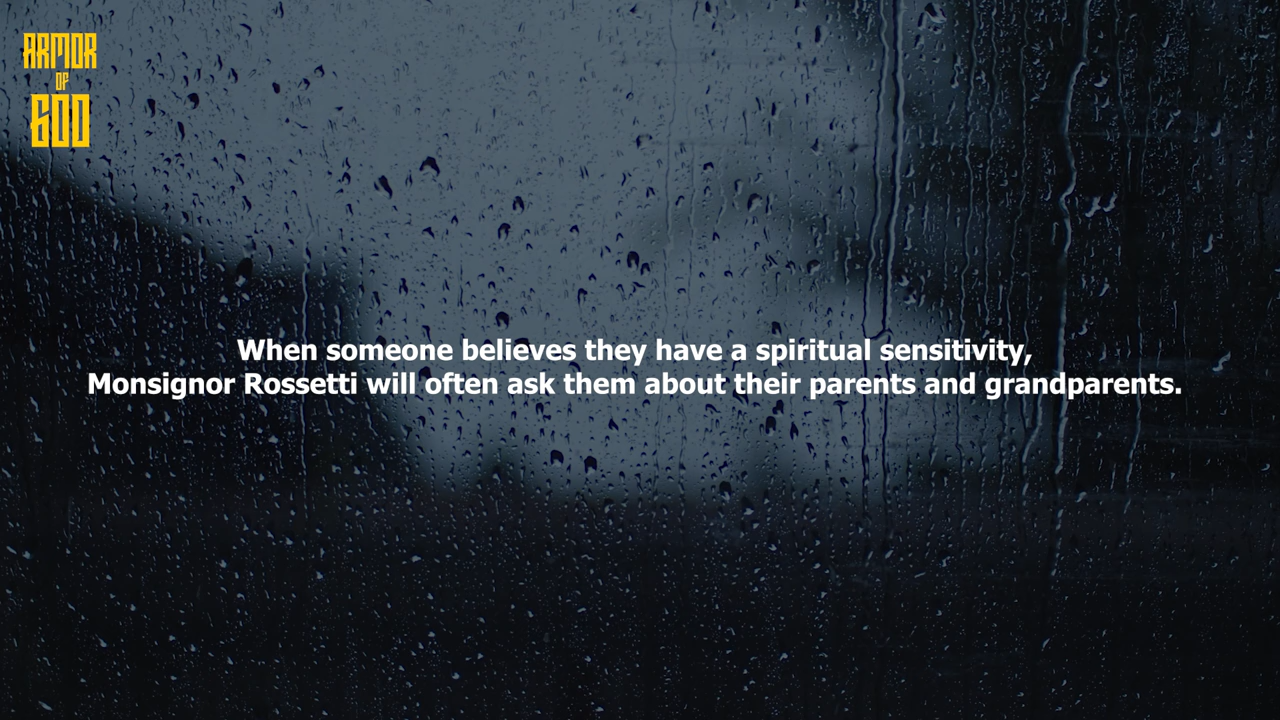 ARMOR
OF
GOD
When someone believes they have a spiritual sensitivity,
Monsignor Rossetti will often ask them about their parents and grandparents.